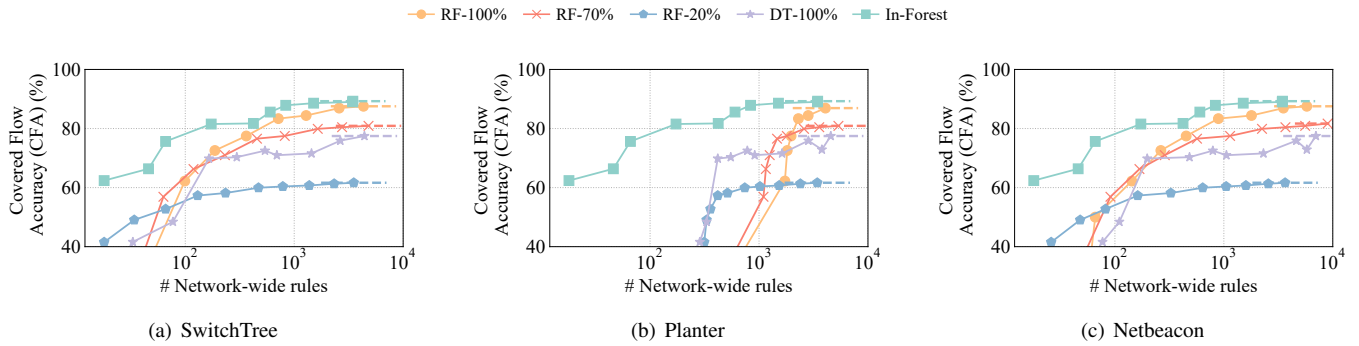 RF-100% RF-70% RF-20% DT-100% In-Forest
Covered Flow
Accuracy (CFA) (%)
100
80
60
40
10^2 10^3 10^4
# Network-wide rules
(a) SwitchTree
Covered Flow
Accuracy (CFA) (%)
100
80
60
40
10^2 10^3 10^4
# Network-wide rules
(b) Planter
Covered Flow
Accuracy (CFA) (%)
100
80
60
40
10^2 10^3 10^4
# Network-wide rules
(c) Netbeacon